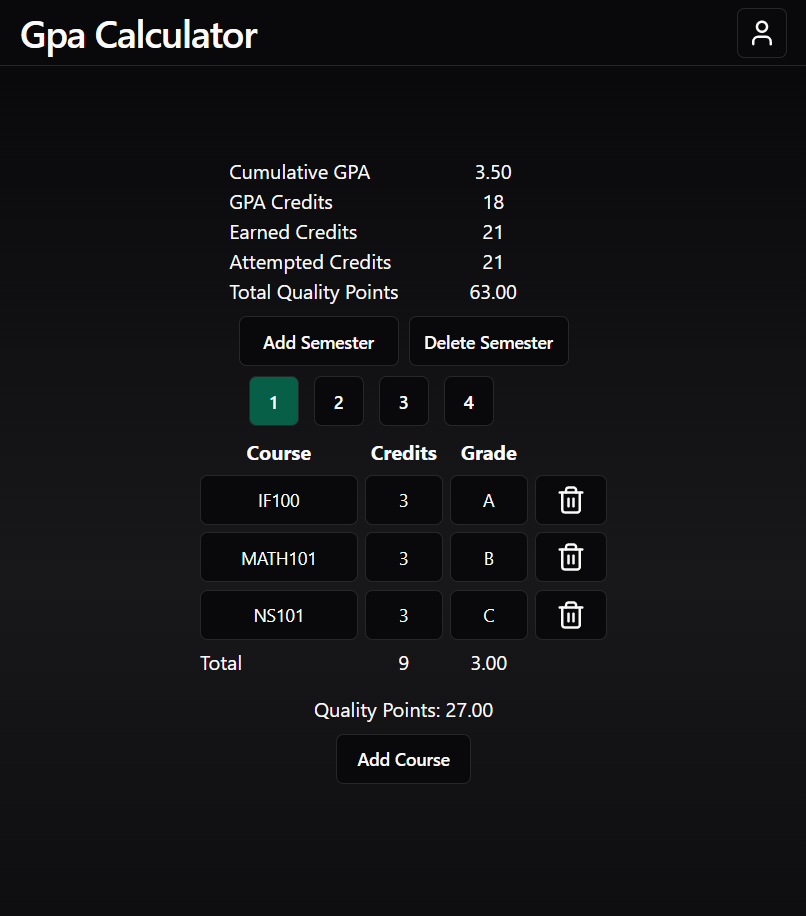 Gpa Calculator
Cumulative GPA 3.50
GPA Credits 18
Earned Credits 21
Attempted Credits 21
Total Quality Points 63.00
Add Semester Delete Semester
1 2 3 4
Course Credits Grade
IF100 3 A
MATH101 3 B
NS101 3 C
Total 9 3.00
Quality Points: 27.00
Add Course